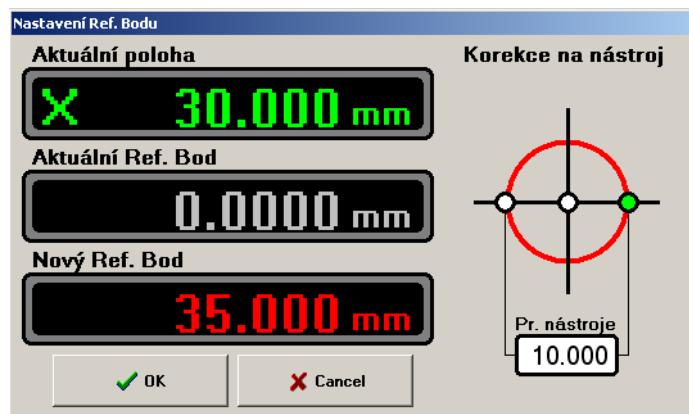 Nastavení Ref. Bodu
Aktuální poloha
X 30.000 mm
Aktuální Ref. Bod
0.0000 mm
Nový Ref. Bod
35.000 mm
OK
Cancel
Korekce na nástroj
Pr. nástroje
10.000